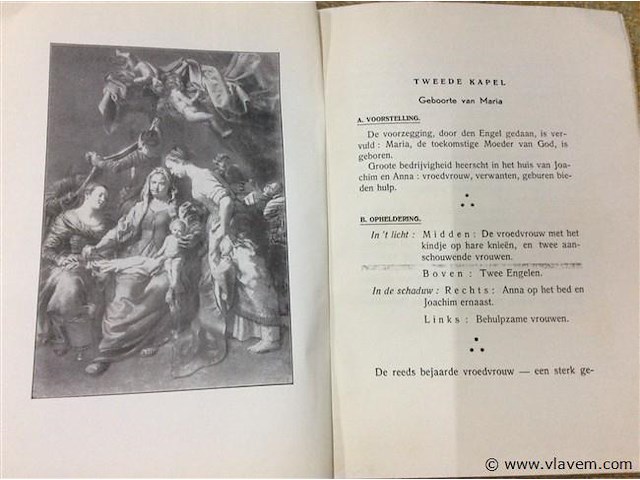 TWEEDE KAPEL
Geboorte van Maria
A. VOORSTELLING.
De voorzegging, door den Engel gedaan, is ver-
vuld : Maria, de toekomstige Moeder van God, is
geboren.
Groote bedrijvigheid heerscht in het huis van Joa-
chim en Anna : vroedvrouw, verwanten, geburen bie-
den hulp.
B. OPHELDERING.
In 't licht : Midden : De vroedvrouw met het
kindje op hare knieën, en twee aan-
schouwende vrouwen.
Boven : Twee Engelen.
In de schaduw : Rechts : Anna op het bed en
Joachim ernaast.
Links : Behulpzame vrouwen.
De reeds bejaarde vroedvrouw — een sterk ge-
© www.vlavem.com